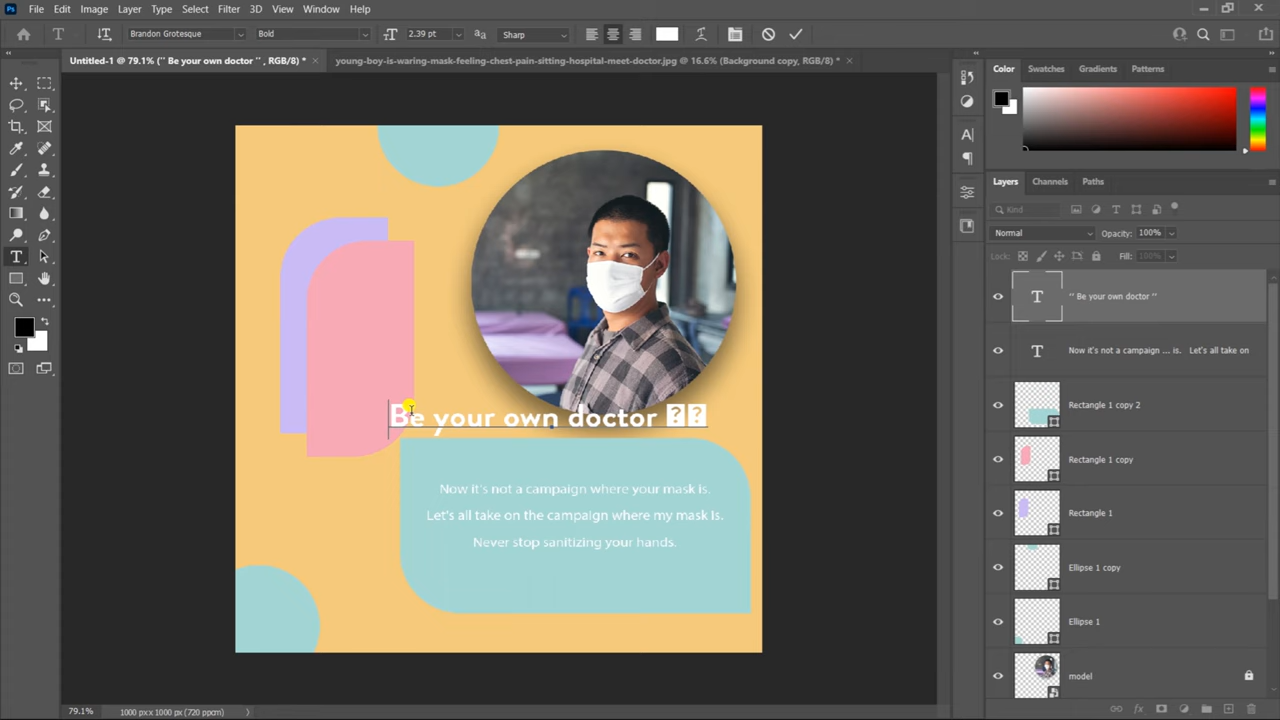 Ps File Edit Image Layer Type Select Filter 3D View Window Help
T Brandon Grotesque Bold 2.39 pt Sharp
Untitled-1 @ 79.1% (" Be your own doctor ", RGB/8) * × young-boy-is-waring-mask-feeling-chest-pain-sitting-hospital-meet-doctor.jpg @ 16.6% (Background copy, RGB/8) * ×
Color Swatches Gradients Patterns
Layers Channels Paths
Kind
Normal Opacity: 100%
Lock: Fill: 100%
T " Be your own doctor "
T Now it's not a campaign ... is. Let's all take on
Rectangle 1 copy 2
Rectangle 1 copy
Rectangle 1
Ellipse 1 copy
Ellipse 1
model
Be your own doctor ??
Now it's not a campaign where your mask is.
Let's all take on the campaign where my mask is.
Never stop sanitizing your hands.
79.1% 1000 px x 1000 px (720 ppcm)